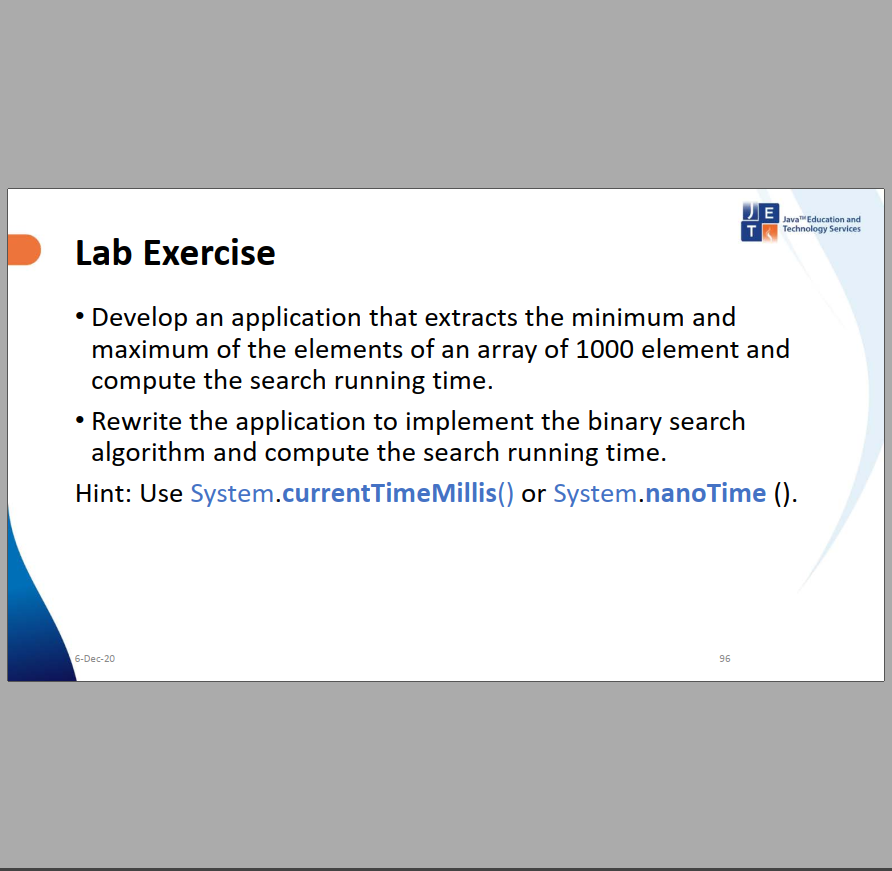 J E
T
Java™ Education and
Technology Services
Lab Exercise
• Develop an application that extracts the minimum and
maximum of the elements of an array of 1000 element and
compute the search running time.
• Rewrite the application to implement the binary search
algorithm and compute the search running time.
Hint: Use System.currentTimeMillis() or System.nanoTime ().
6-Dec-20
96